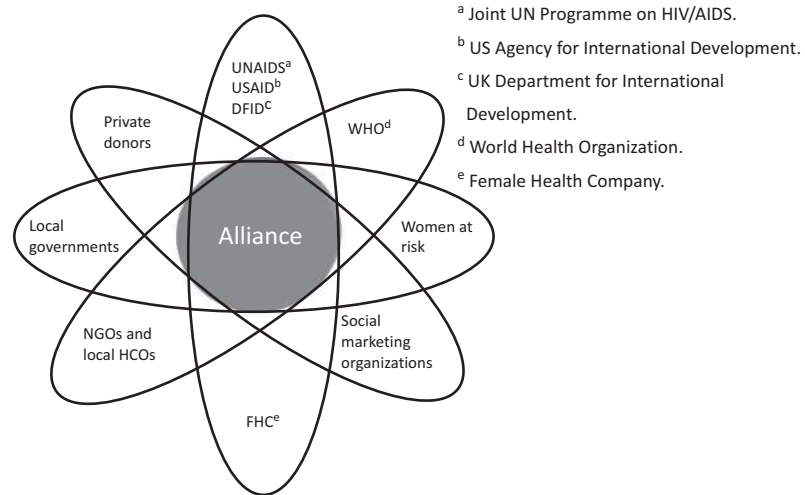 UNAIDSᵃ
USAIDᵇ
DFIDᶜ
Private
donors
WHOᵈ
Local
governments
Alliance
Women at
risk
NGOs and
local HCOs
Social
marketing
organizations
FHCᵉ
ᵃ Joint UN Programme on HIV/AIDS.
ᵇ US Agency for International Development.
ᶜ UK Department for International
Development.
ᵈ World Health Organization.
ᵉ Female Health Company.